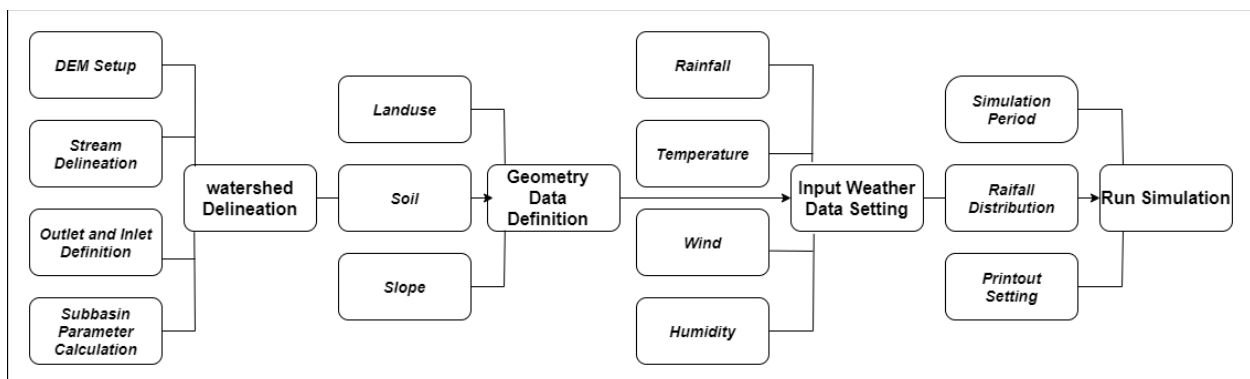 DEM Setup
Stream
Delineation
Outlet and Inlet
Definition
Subbasin
Parameter
Calculation
watershed
Delineation
Landuse
Soil
Slope
Geometry
Data
Definition
Rainfall
Temperature
Wind
Humidity
Input Weather
Data Setting
Simulation
Period
Raifall
Distribution
Printout
Setting
Run Simulation